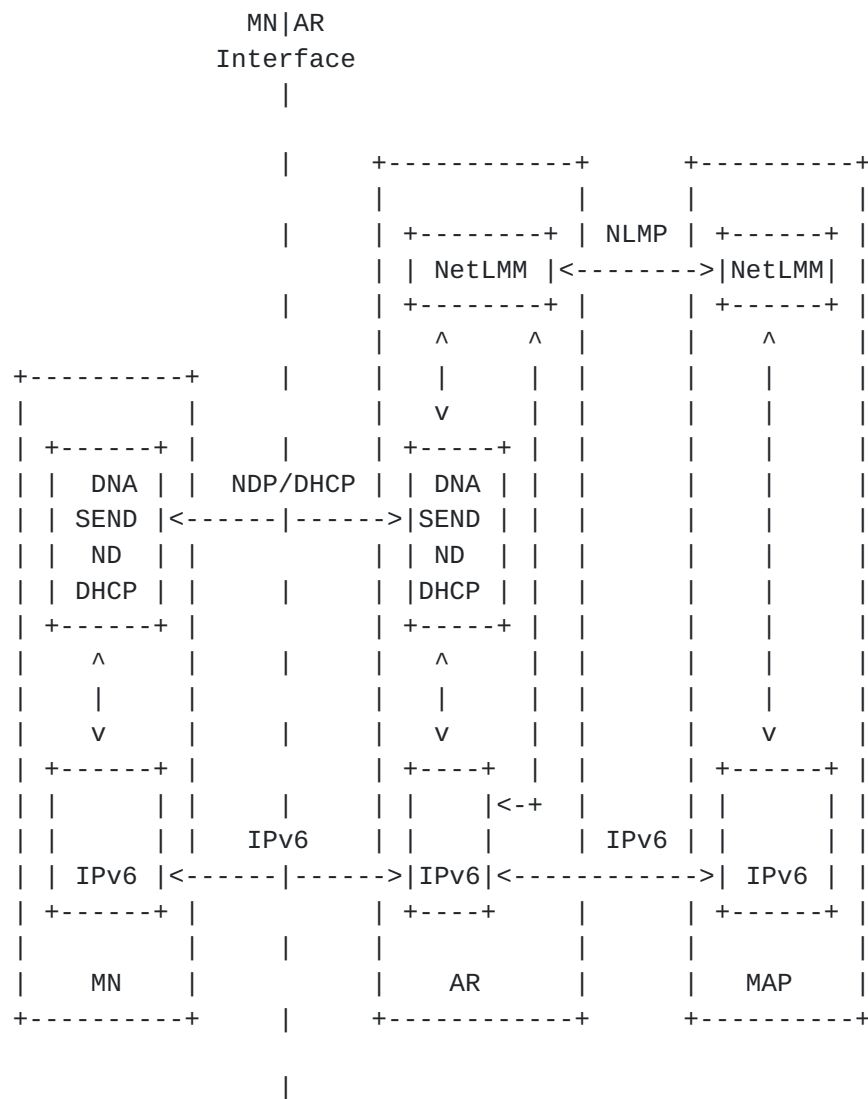 MN|AR
Interface
NLMP
NetLMM NetLMM
DNA NDP/DHCP DNA
SEND SEND
ND ND
DHCP DHCP
IPv6 IPv6
IPv6 IPv6 IPv6
MN AR MAP